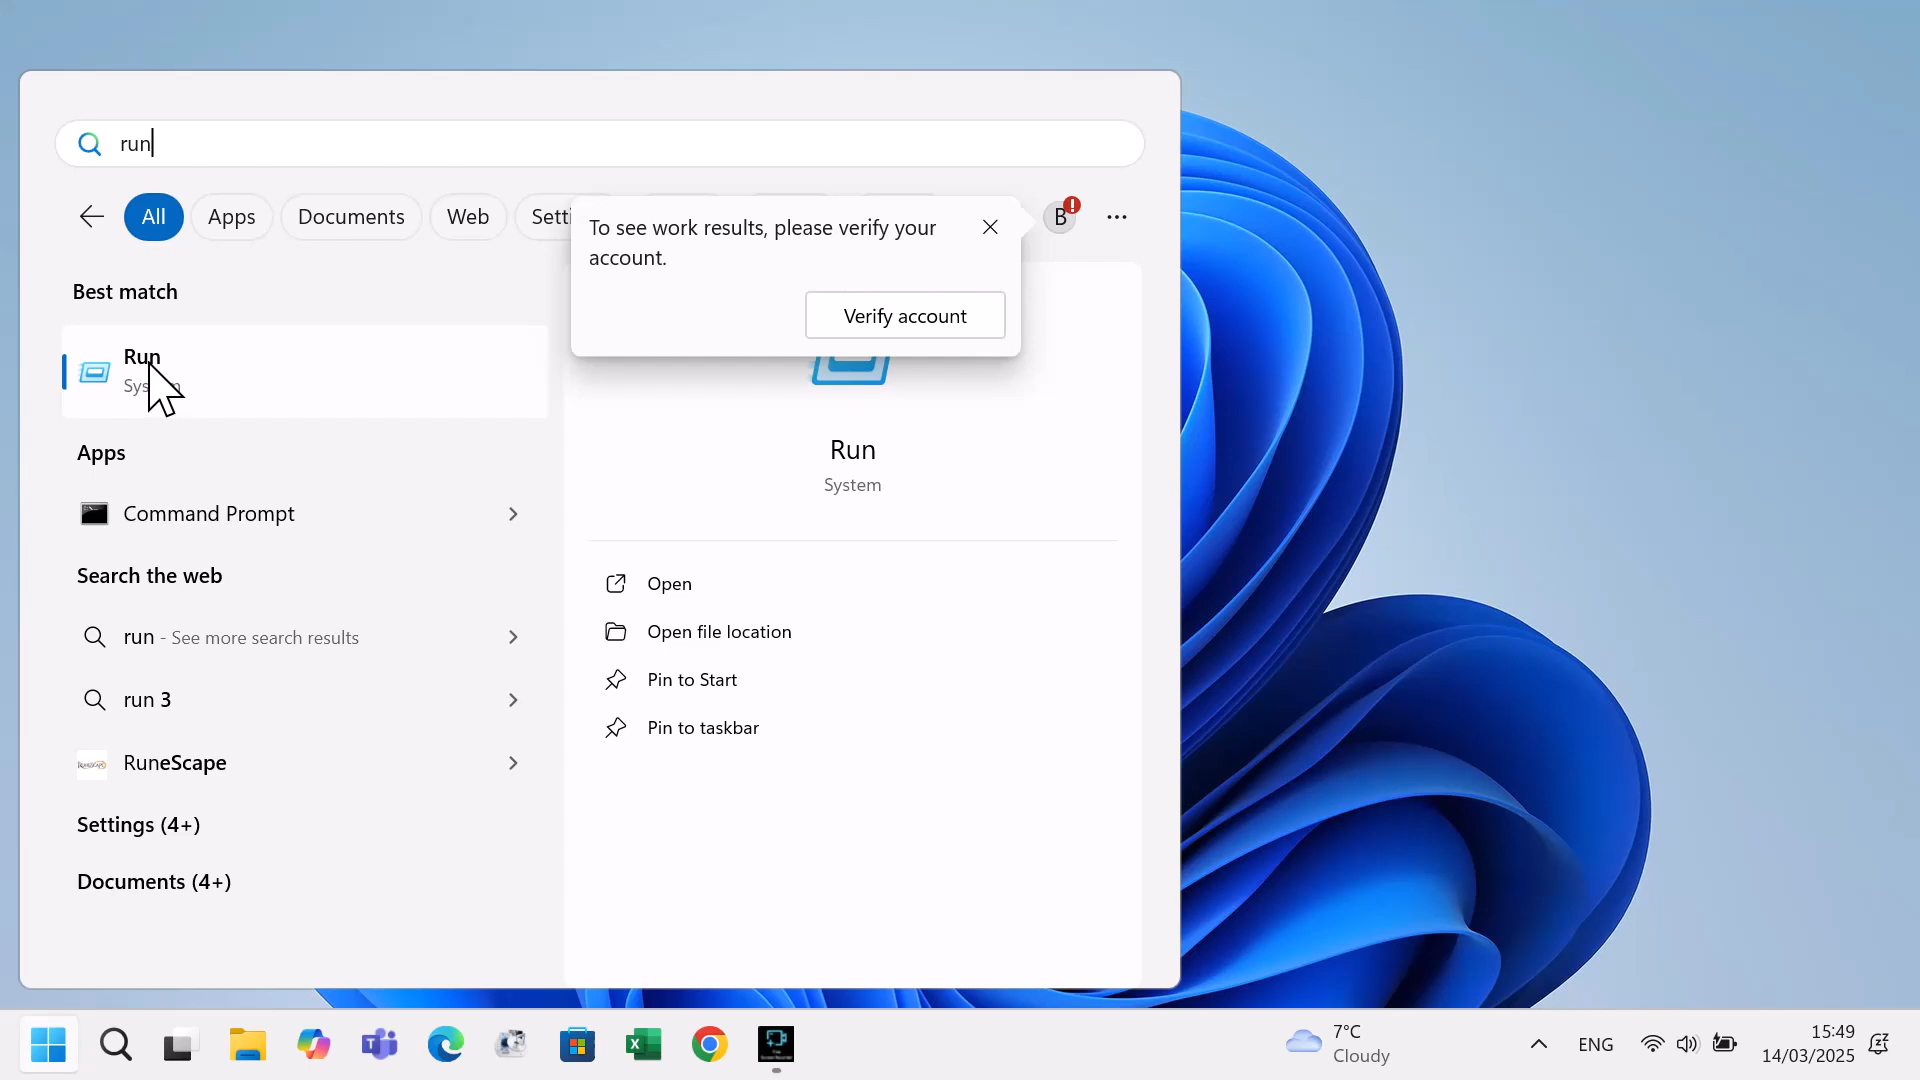 run
All
Apps
Documents
Web
To see work results, please verify your
account.
Verify account
B
Best match
Run
System
Apps
Command Prompt
Search the web
run - See more search results
run 3
RuneScape
Settings (4+)
Documents (4+)
Run
System
Open
Open file location
Pin to Start
Pin to taskbar
7°C
Cloudy
ENG
15:49
14/03/2025